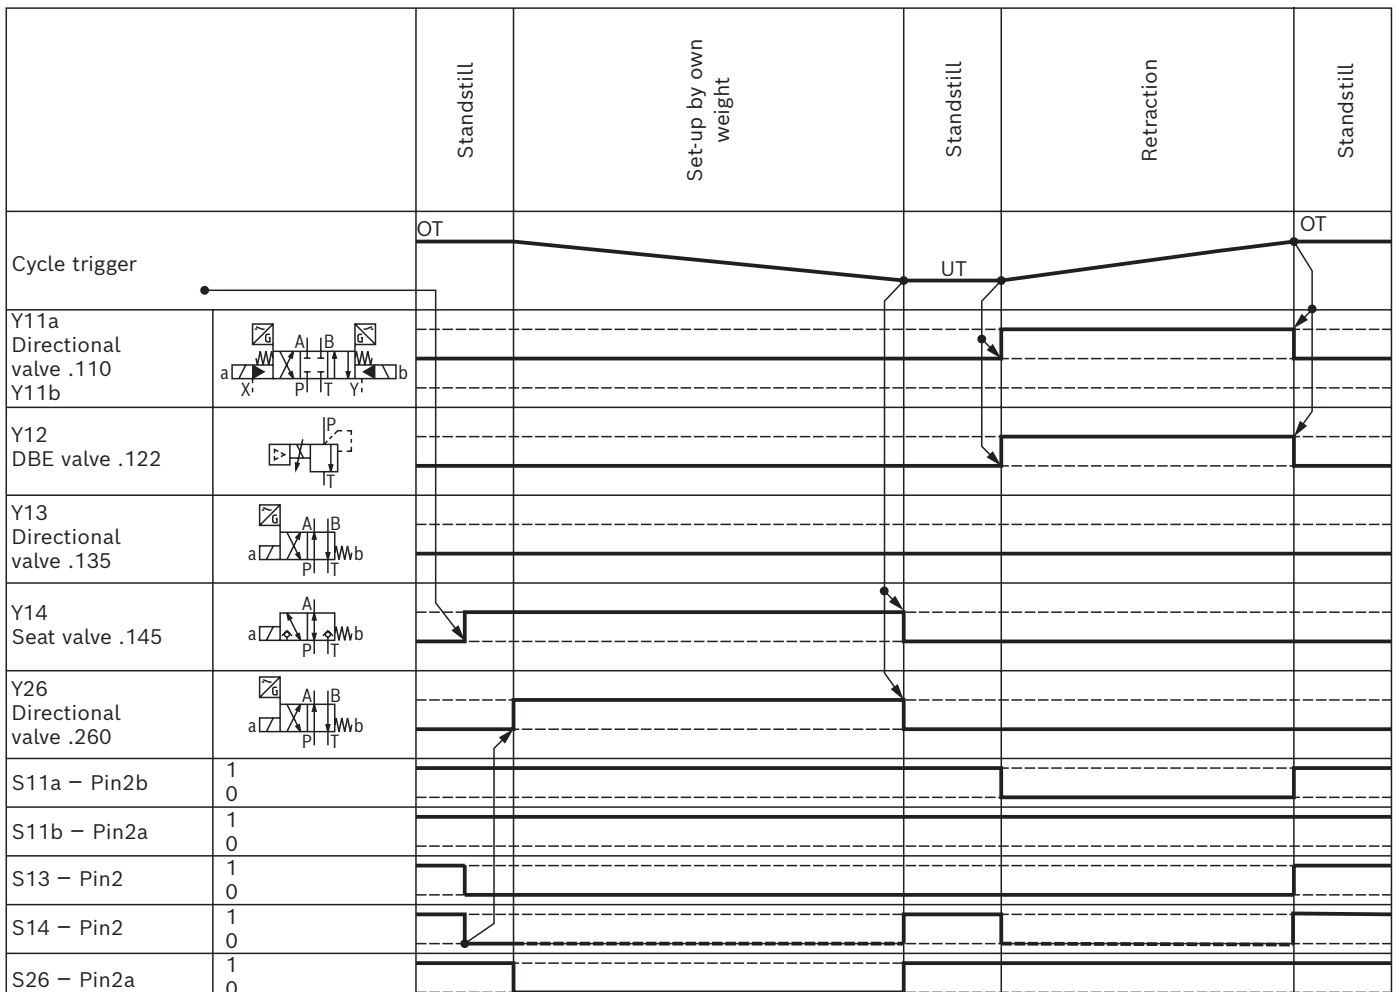 Standstill
Set-up by own
weight
Standstill
Retraction
Standstill
Cycle trigger
OT
UT
OT
Y11a
Directional
valve .110
Y11b
G
G
A B
a
b
X P T Y
Y12
DBE valve .122
P
T
Y13
Directional
valve .135
G
A B
a
b
P T
Y14
Seat valve .145
A
a
b
P T
Y26
Directional
valve .260
G
A B
a
b
P T
S11a – Pin2b
1
0
S11b – Pin2a
1
0
S13 – Pin2
1
0
S14 – Pin2
1
0
S26 – Pin2a
1
0